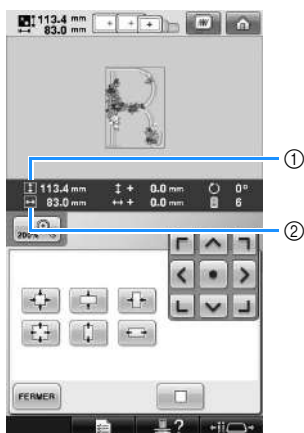 113.4 mm
83.0 mm
113.4 mm + 0.0 mm 0°
83.0 mm + 0.0 mm 6
①
②
200%
FERMER
?